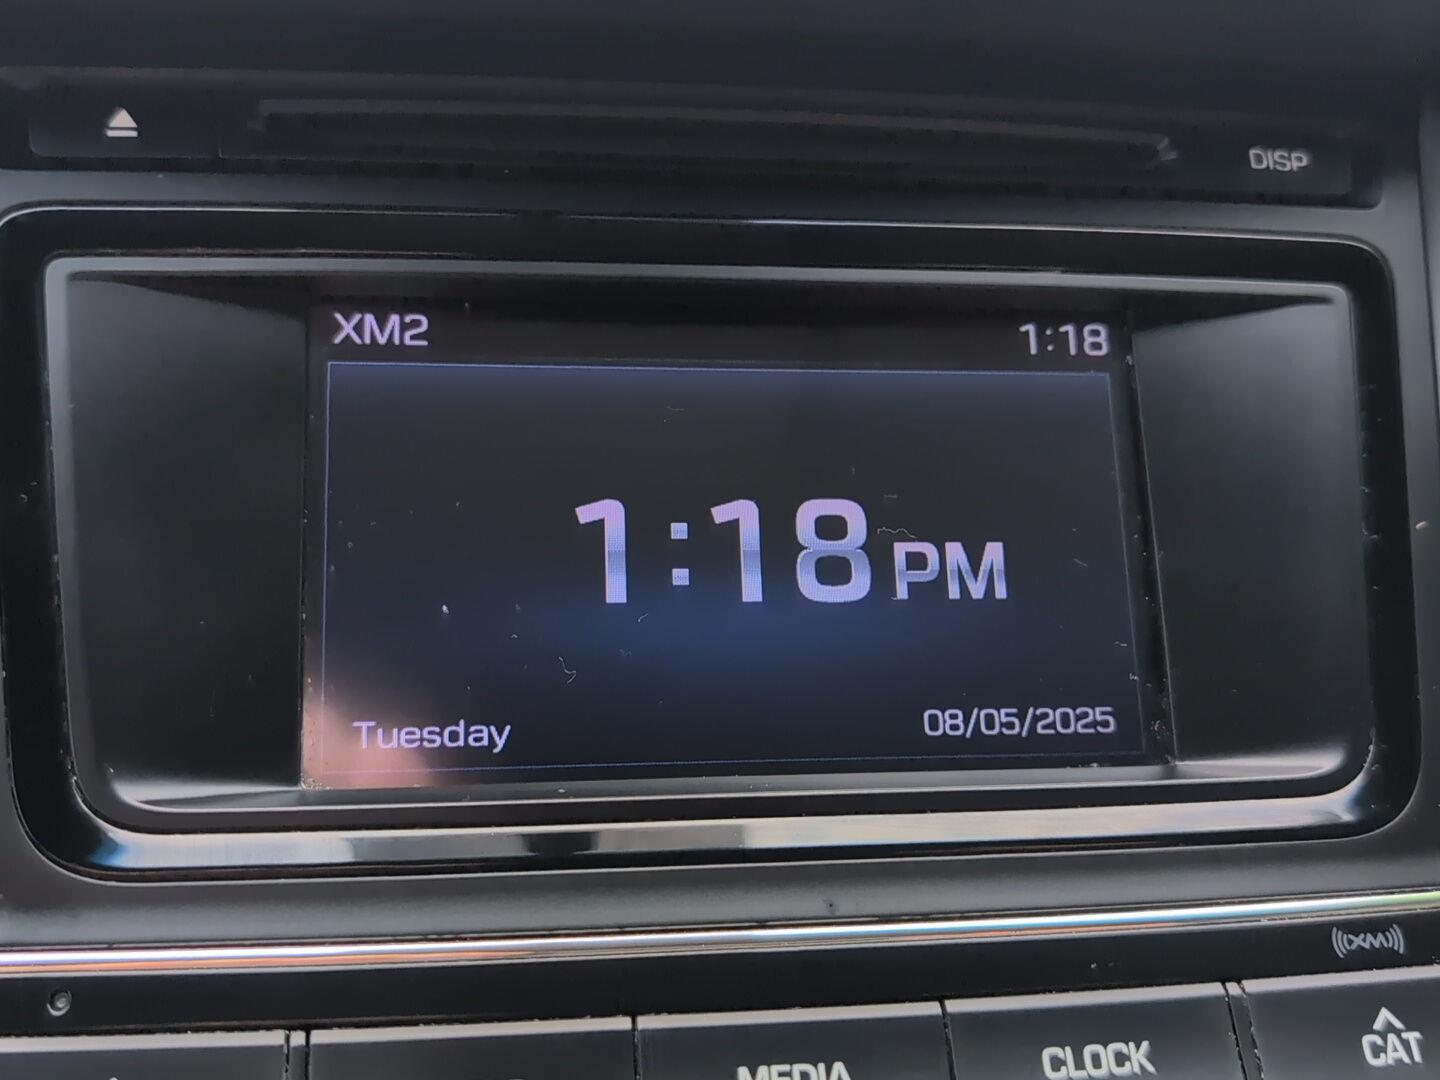 DISP
XM2 1:18
1:18 PM
Tuesday 08/05/2025
(((XM)))
MEDIA CLOCK CAT